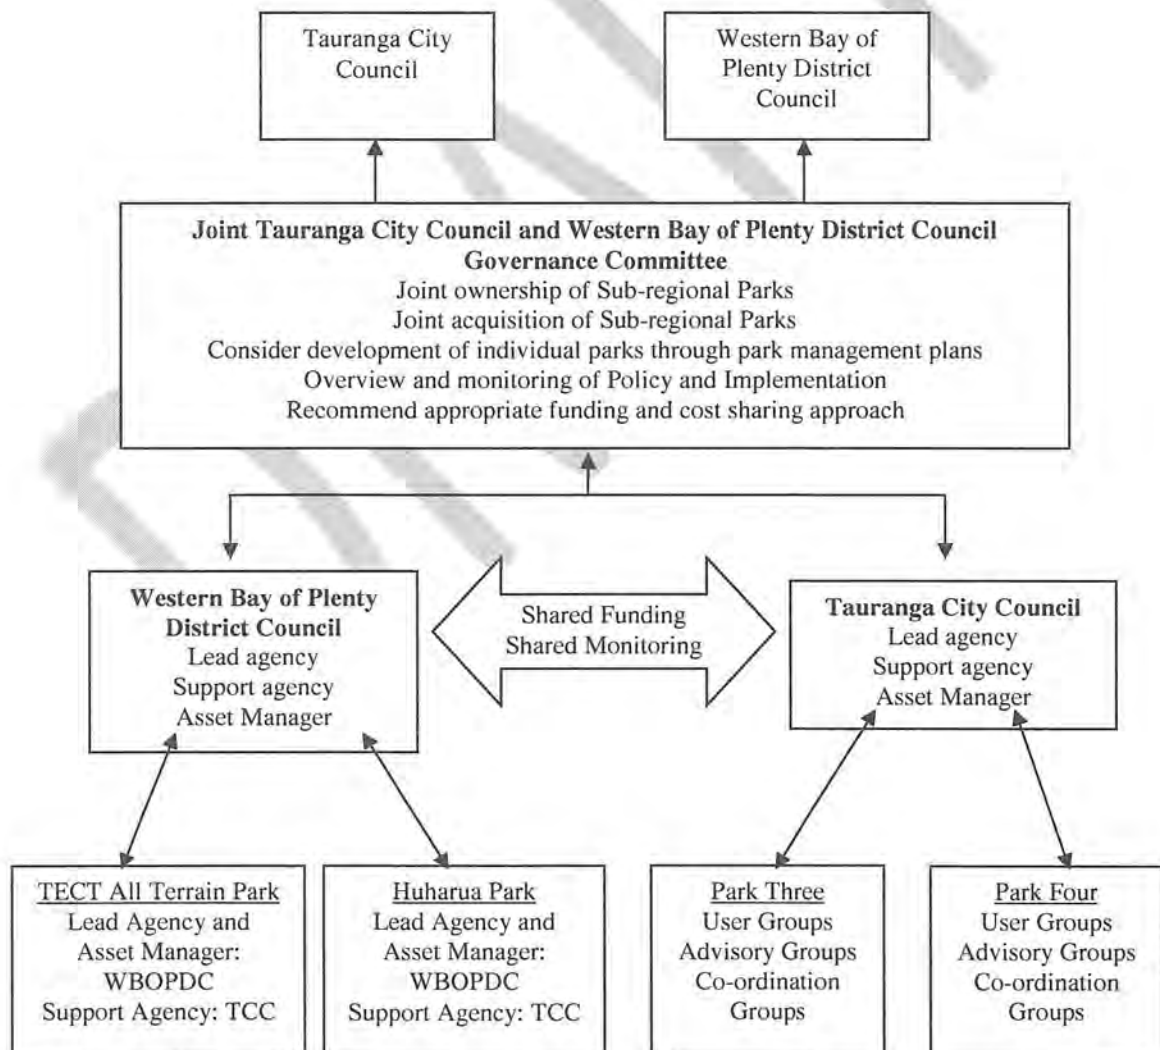 Tauranga City
Council
Western Bay of
Plenty District
Council
Joint Tauranga City Council and Western Bay of Plenty District Council
Governance Committee
Joint ownership of Sub-regional Parks
Joint acquisition of Sub-regional Parks
Consider development of individual parks through park management plans
Overview and monitoring of Policy and Implementation
Recommend appropriate funding and cost sharing approach
Western Bay of Plenty
District Council
Lead agency
Support agency
Asset Manager
Shared Funding
Shared Monitoring
Tauranga City Council
Lead agency
Support agency
Asset Manager
TECT All Terrain Park
Lead Agency and
Asset Manager:
WBOPDC
Support Agency: TCC
Huharua Park
Lead Agency and
Asset Manager:
WBOPDC
Support Agency: TCC
Park Three
User Groups
Advisory Groups
Co-ordination
Groups
Park Four
User Groups
Advisory Groups
Co-ordination
Groups